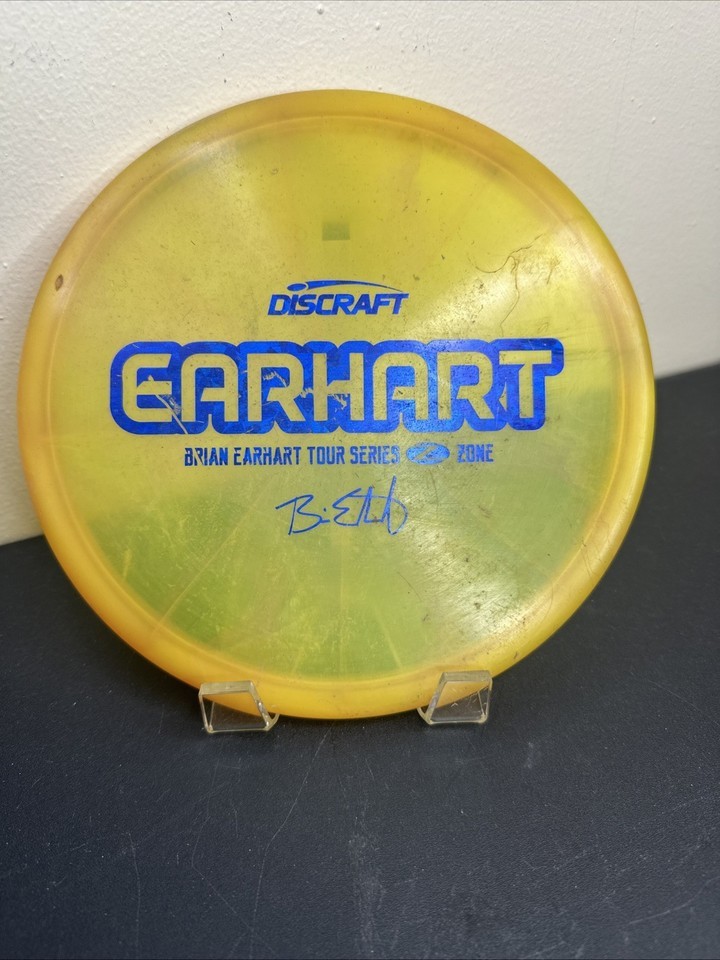 DISCRAFT
EARHART
BRIAN EARHART TOUR SERIES Z ZONE